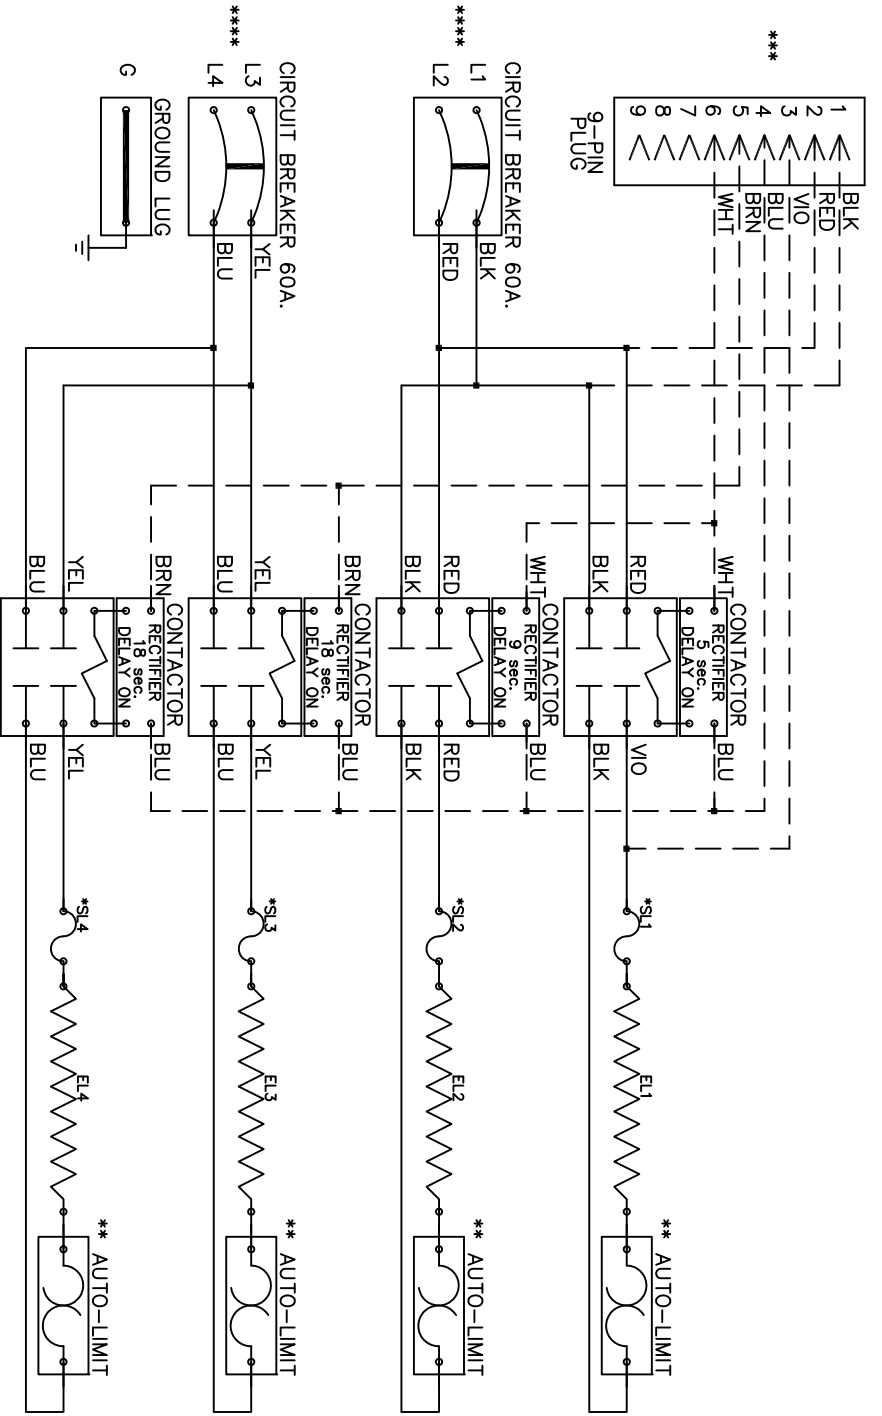 ***
1
2
3
4
5
6
7
8
9
9-PIN
PLUG
BLK
RED
VIO
BLU
BRN
WHT
****
L1
L2
CIRCUIT BREAKER 60A.
BLK
RED
****
L3
L4
CIRCUIT BREAKER 60A.
YEL
BLU
G
GROUND LUG
WHT
RED
BLK
CONTACTOR
RECTIFIER
5 sec.
DELAY ON
BLU
VIO
BLK
*SL1
EL1
** AUTO-LIMIT
WHT
RED
BLK
CONTACTOR
RECTIFIER
9 sec.
DELAY ON
BLU
RED
BLK
*SL2
EL2
** AUTO-LIMIT
BRN
YEL
BLU
CONTACTOR
RECTIFIER
18 sec.
DELAY ON
BLU
YEL
BLU
*SL3
EL3
** AUTO-LIMIT
BRN
YEL
BLU
CONTACTOR
RECTIFIER
18 sec.
DELAY ON
BLU
YEL
BLU
*SL4
EL4
** AUTO-LIMIT